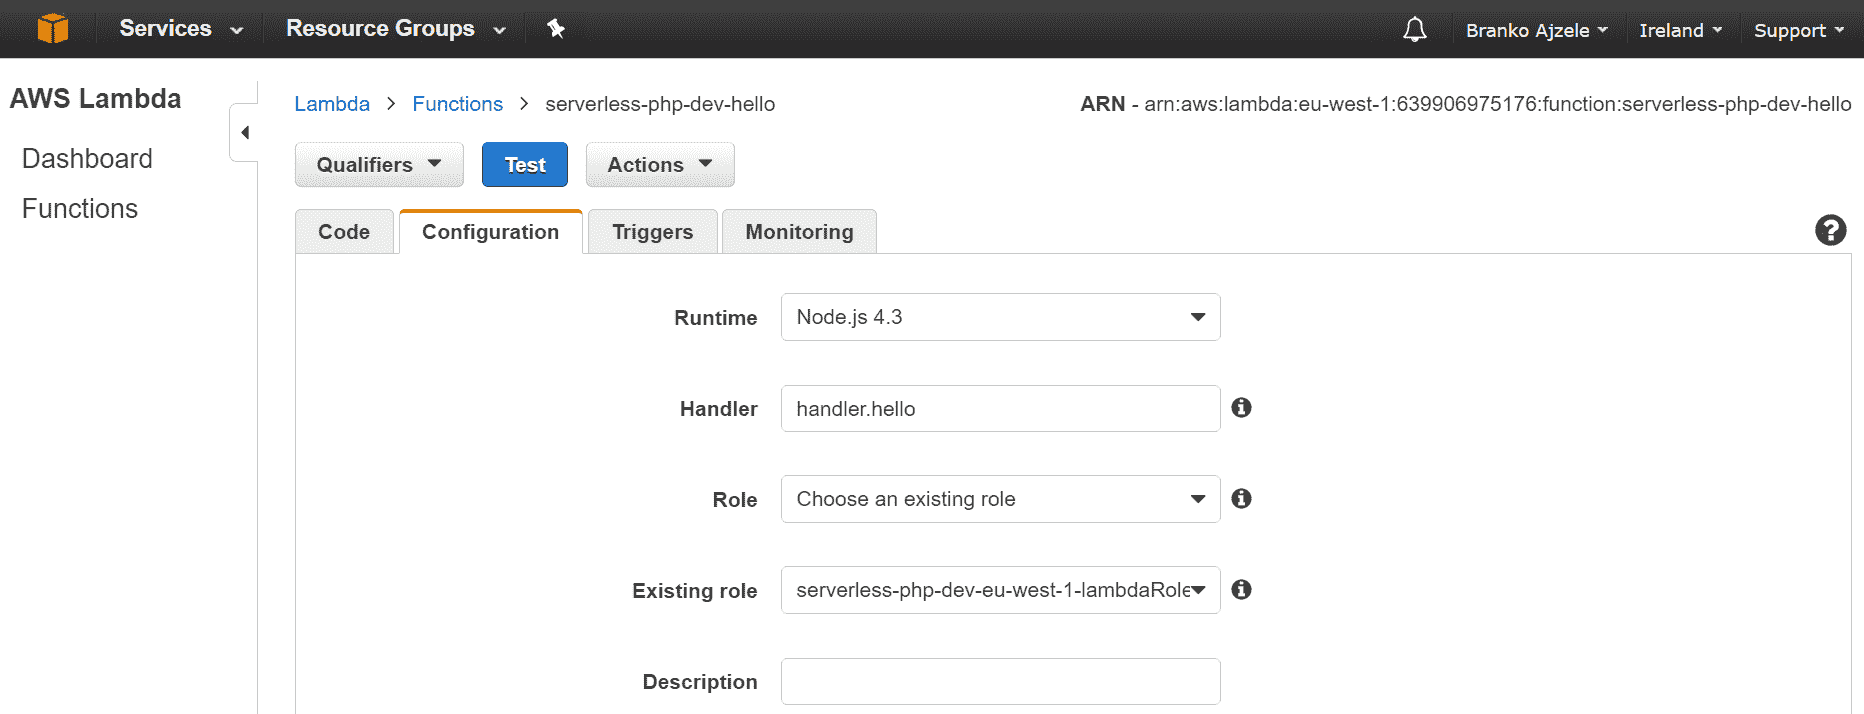 Services Resource Groups Branko Ajzele Ireland Support
AWS Lambda
Dashboard
Functions
Lambda > Functions > serverless-php-dev-hello
ARN - arn:aws:lambda:eu-west-1:639906975176:function:serverless-php-dev-hello
Qualifiers Test Actions
Code Configuration Triggers Monitoring
Runtime Node.js 4.3
Handler handler.hello
Role Choose an existing role
Existing role serverless-php-dev-eu-west-1-lambdaRole
Description